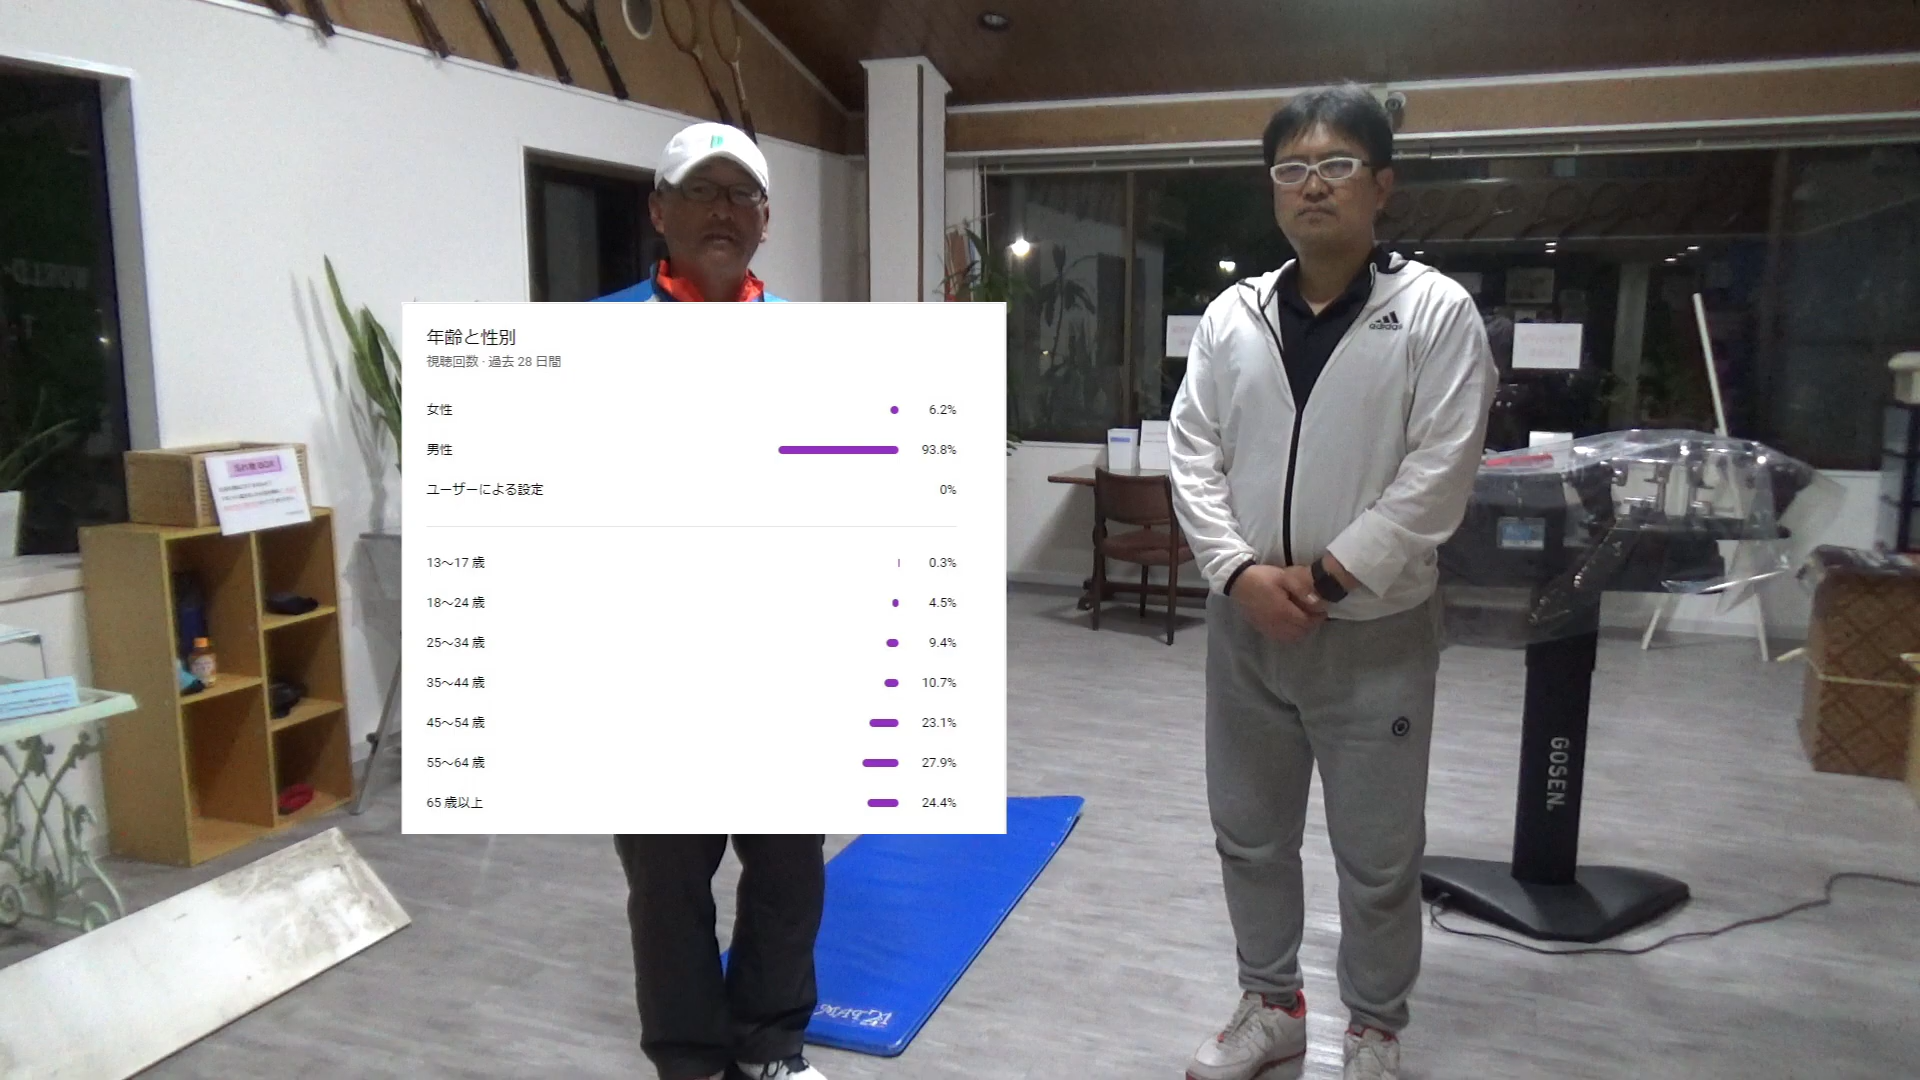 年齢と性別
視聴回数 · 過去 28 日間
女性 6.2%
男性 93.8%
ユーザーによる設定 0%
13～17 歳 0.3%
18～24 歳 4.5%
25～34 歳 9.4%
35～44 歳 10.7%
45～54 歳 23.1%
55～64 歳 27.9%
65 歳以上 24.4%
adidas
GOSEN